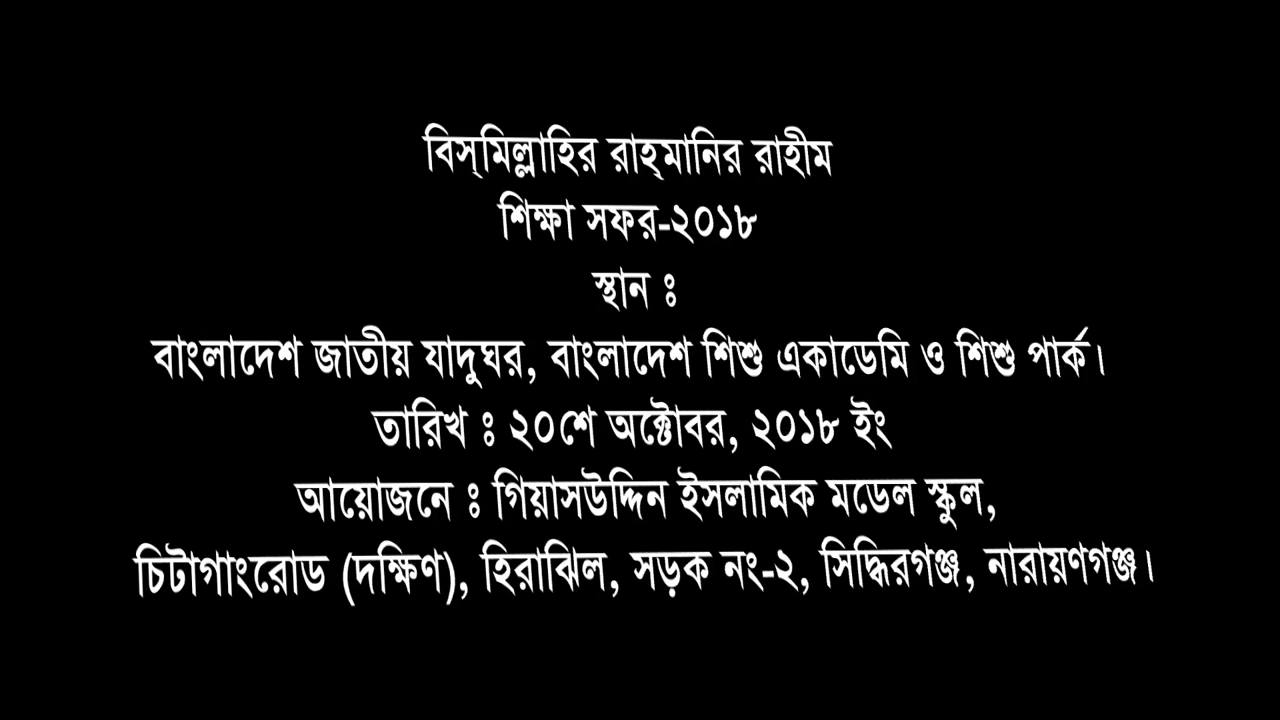 বিস্‌মিল্লাহির রাহ্‌মানির রাহীম
শিক্ষা সফর-২০১৮
স্থান ঃ
বাংলাদেশ জাতীয় যাদুঘর, বাংলাদেশ শিশু একাডেমি ও শিশু পার্ক।
তারিখ ঃ ২০শে অক্টোবর, ২০১৮ ইং
আয়োজনে ঃ গিয়াসউদ্দিন ইসলামিক মডেল স্কুল,
চিটাগাংরোড (দক্ষিণ), হিরাঝিল, সড়ক নং-২, সিদ্ধিরগঞ্জ, নারায়ণগঞ্জ।